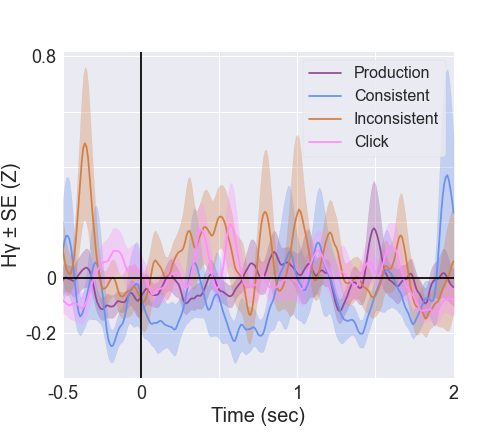 Production
Consistent
Inconsistent
Click
0.8
0
-0.2
Hγ ± SE (Z)
-0.5
0
1
2
Time (sec)